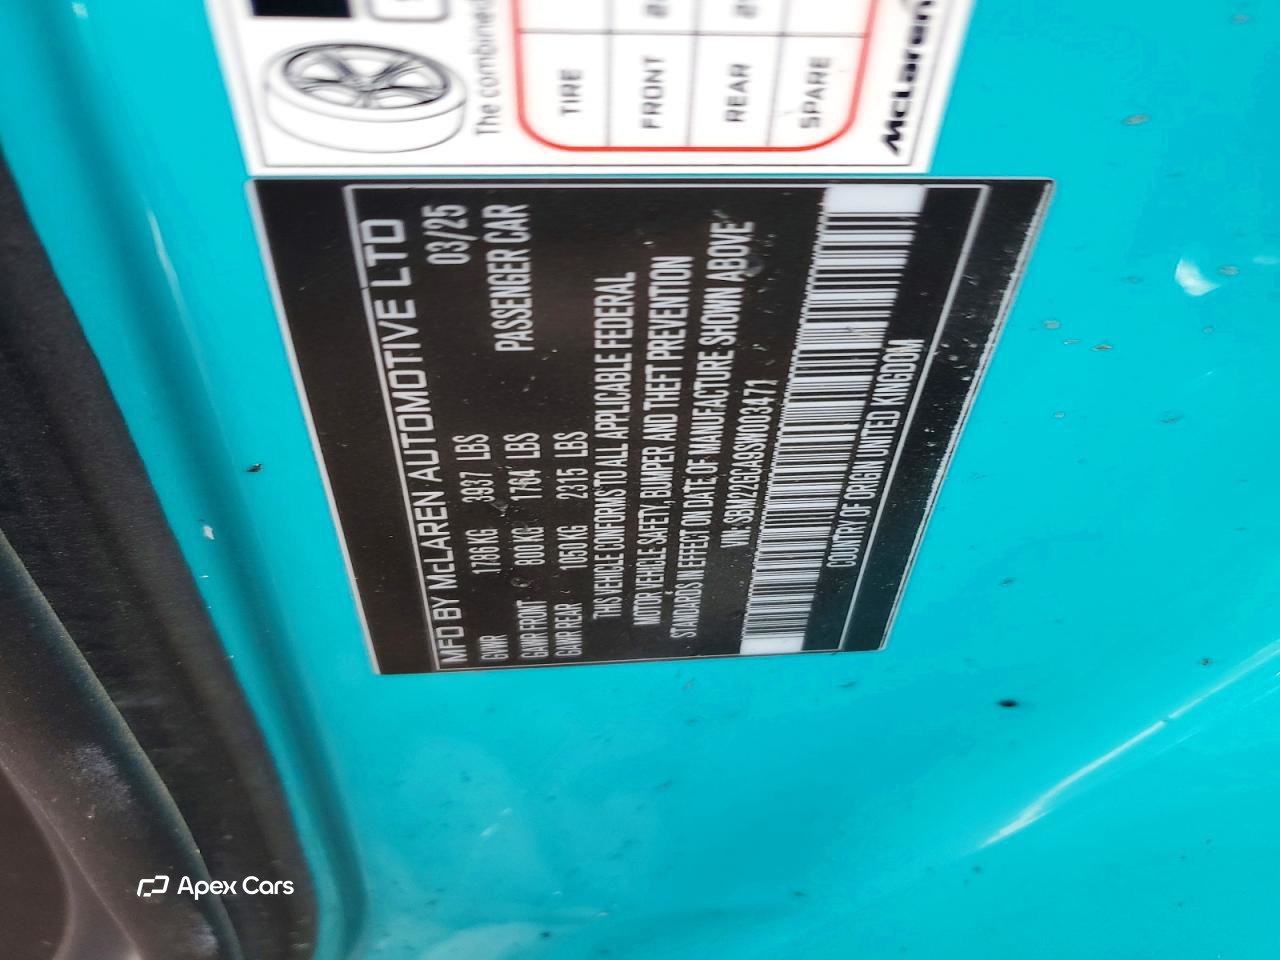 The combined
TIRE
FRONT
REAR
SPARE
McLaren
MFD BY McLAREN AUTOMOTIVE LTD
03/25
GVWR 1786 KG 3937 LBS PASSENGER CAR
GAWR FRONT 800 KG 1764 LBS
GAWR REAR 1050 KG 2315 LBS
THIS VEHICLE CONFORMS TO ALL APPLICABLE FEDERAL
MOTOR VEHICLE SAFETY, BUMPER AND THEFT PREVENTION
STANDARDS IN EFFECT ON DATE OF MANUFACTURE SHOWN ABOVE
VIN: SBM22GCA9SW003471
COUNTRY OF ORIGIN UNITED KINGDOM
Apex Cars